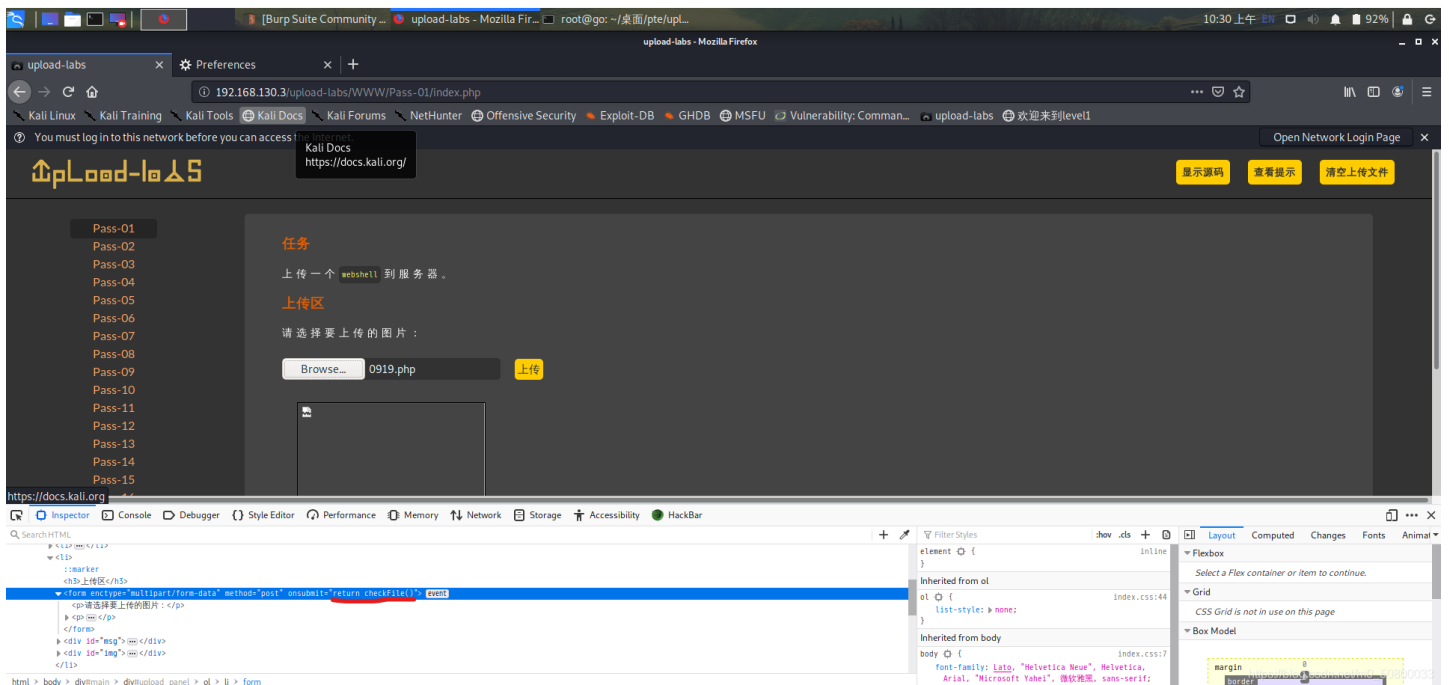 [Burp Suite Community ... upload-labs - Mozilla Fir... root@go: ~/桌面/pte/upl... 10:30 上午 EN 92%
upload-labs - Mozilla Firefox
upload-labs Preferences
192.168.130.3/upload-labs/WWW/Pass-01/index.php
Kali Linux Kali Training Kali Tools Kali Docs Kali Forums NetHunter Offensive Security Exploit-DB GHDB MSFU Vulnerability: Comman... upload-labs 欢迎来到level1
You must log in to this network before you can access the Internet. Open Network Login Page
Kali Docs
https://docs.kali.org/
UpLoad-labs 显示源码 查看提示 清空上传文件
Pass-01
Pass-02
Pass-03
Pass-04
Pass-05
Pass-06
Pass-07
Pass-08
Pass-09
Pass-10
Pass-11
Pass-12
Pass-13
Pass-14
Pass-15
任务
上传一个 webshell 到服务器。
上传区
请选择要上传的图片：
Browse... 0919.php 上传
https://docs.kali.org
Inspector Console Debugger {} Style Editor Performance Memory Network Storage Accessibility HackBar
Search HTML
<li>
::marker
<h3>上传区</h3>
<form enctype="multipart/form-data" method="post" onsubmit="return checkFile()"> event
<p>请选择要上传的图片：</p>
<p></p>
</form>
<div id="msg"></div>
<div id="img"></div>
</li>
html > body > div#main > div#upload_panel > ol > li > form
Filter Styles :hov .cls +
element { inline
}
Inherited from ol
ol { index.css:44
list-style: none;
}
Inherited from body
body { index.css:7
font-family: Lato, "Helvetica Neue", Helvetica,
Arial, "Microsoft Yahei", 微软雅黑, sans-serif;
Layout Computed Changes Fonts Animat
Flexbox
Select a Flex container or item to continue.
Grid
CSS Grid is not in use on this page
Box Model
margin 0
border